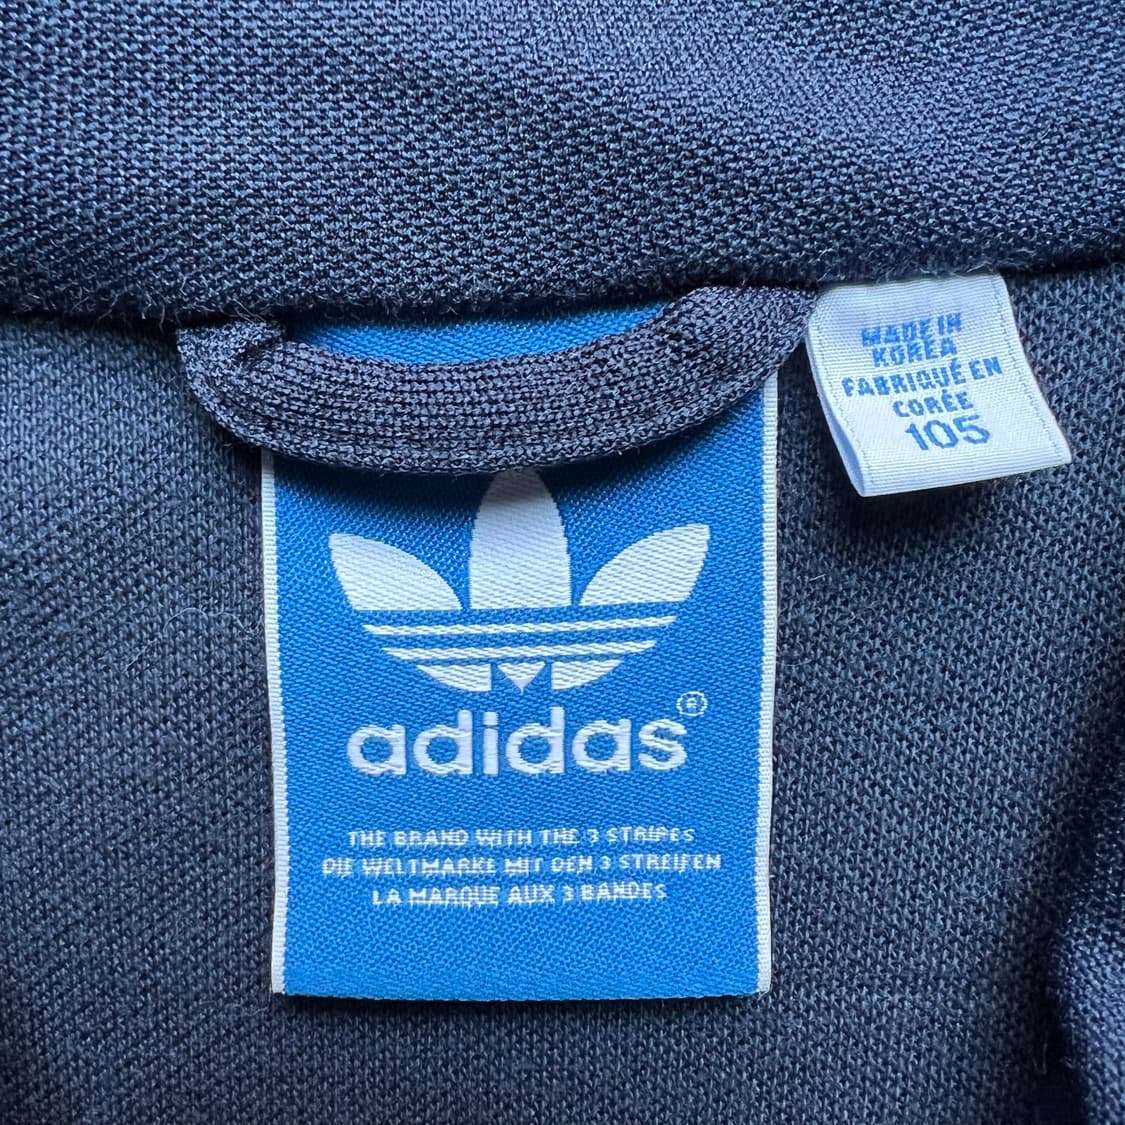 MADE IN
KOREA
FABRIQUÉ EN
CORÉE
105
adidas®
THE BRAND WITH THE 3 STRIPES
DIE WELTMARKE MIT DEN 3 STREIFEN
LA MARQUE AUX 3 BANDES